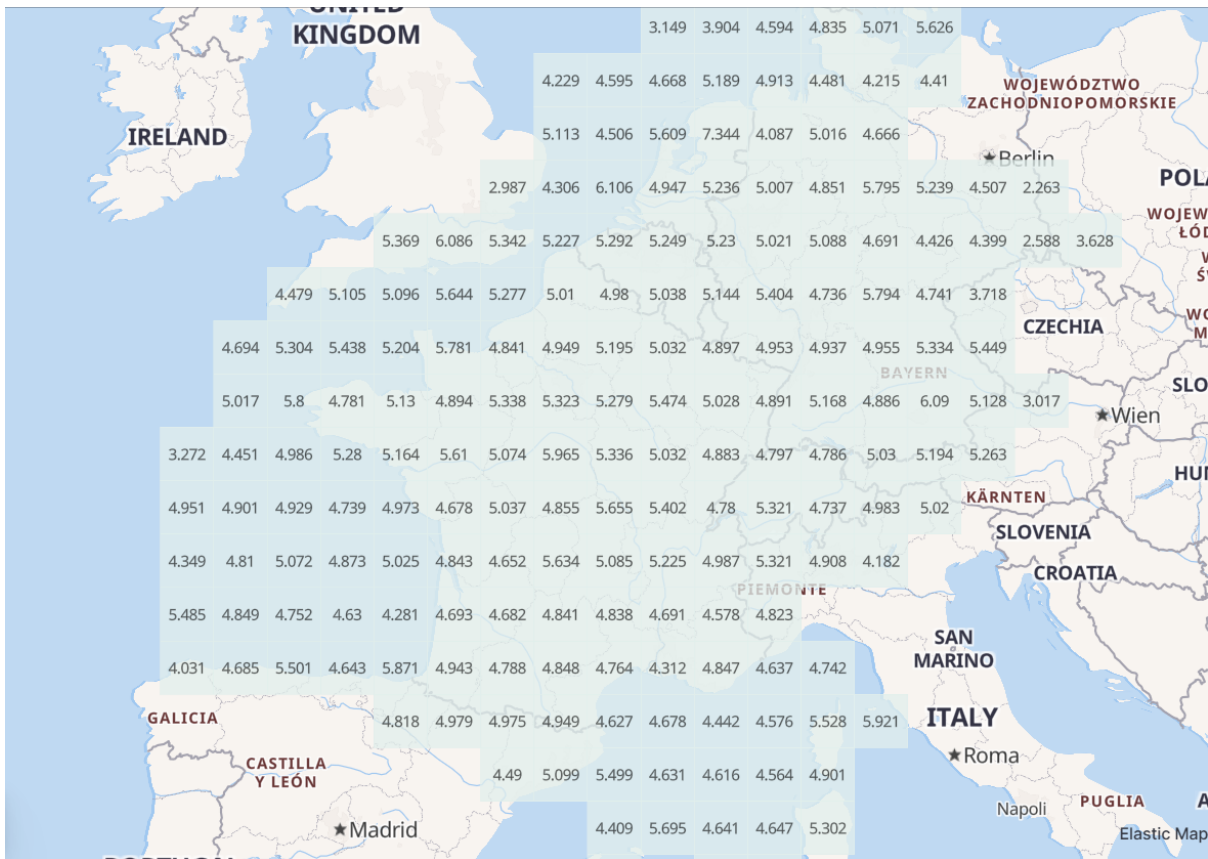 UNITED
KINGDOM
3.149 3.904 4.594 4.835 5.071 5.626
4.229 4.595 4.668 5.189 4.913 4.481 4.215 4.41
WOJEWÓDZTWO
ZACHODNIOPOMORSKIE
IRELAND
5.113 4.506 5.609 7.344 4.087 5.016 4.666
Berlin
2.987 4.306 6.106 4.947 5.236 5.007 4.851 5.795 5.239 4.507 2.263
5.369 6.086 5.342 5.227 5.292 5.249 5.23 5.021 5.088 4.691 4.426 4.399 2.588 3.628
4.479 5.105 5.096 5.644 5.277 5.01 4.98 5.038 5.144 5.404 4.736 5.794 4.741 3.718
CZECHIA
4.694 5.304 5.438 5.204 5.781 4.841 4.949 5.195 5.032 4.897 4.953 4.937 4.955 5.334 5.449
BAYERN
5.017 5.8 4.781 5.13 4.894 5.338 5.323 5.279 5.474 5.028 4.891 5.168 4.886 6.09 5.128 3.017
Wien
3.272 4.451 4.986 5.28 5.164 5.61 5.074 5.965 5.336 5.032 4.883 4.797 4.786 5.03 5.194 5.263
KÄRNTEN
4.951 4.901 4.929 4.739 4.973 4.678 5.037 4.855 5.655 5.402 4.78 5.321 4.737 4.983 5.02
SLOVENIA
4.349 4.81 5.072 4.873 5.025 4.843 4.652 5.634 5.085 5.225 4.987 5.321 4.908 4.182
CROATIA
PIEMONTE
5.485 4.849 4.752 4.63 4.281 4.693 4.682 4.841 4.838 4.691 4.578 4.823
SAN
MARINO
4.031 4.685 5.501 4.643 5.871 4.943 4.788 4.848 4.764 4.312 4.847 4.637 4.742
GALICIA
4.818 4.979 4.975 4.949 4.627 4.678 4.442 4.576 5.528 5.921
ITALY
Roma
CASTILLA
Y LEÓN
4.49 5.099 5.499 4.631 4.616 4.564 4.901
Napoli
PUGLIA
Madrid
4.409 5.695 4.641 4.647 5.302
Elastic Map